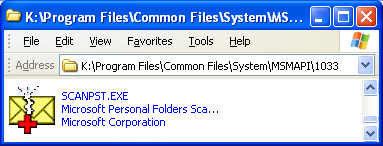 K:\Program Files\Common Files\System\MS...
File Edit View Favorites Tools Help
Address K:\Program Files\Common Files\System\MSMAPI\1033
SCANPST.EXE
Microsoft Personal Folders Sca...
Microsoft Corporation